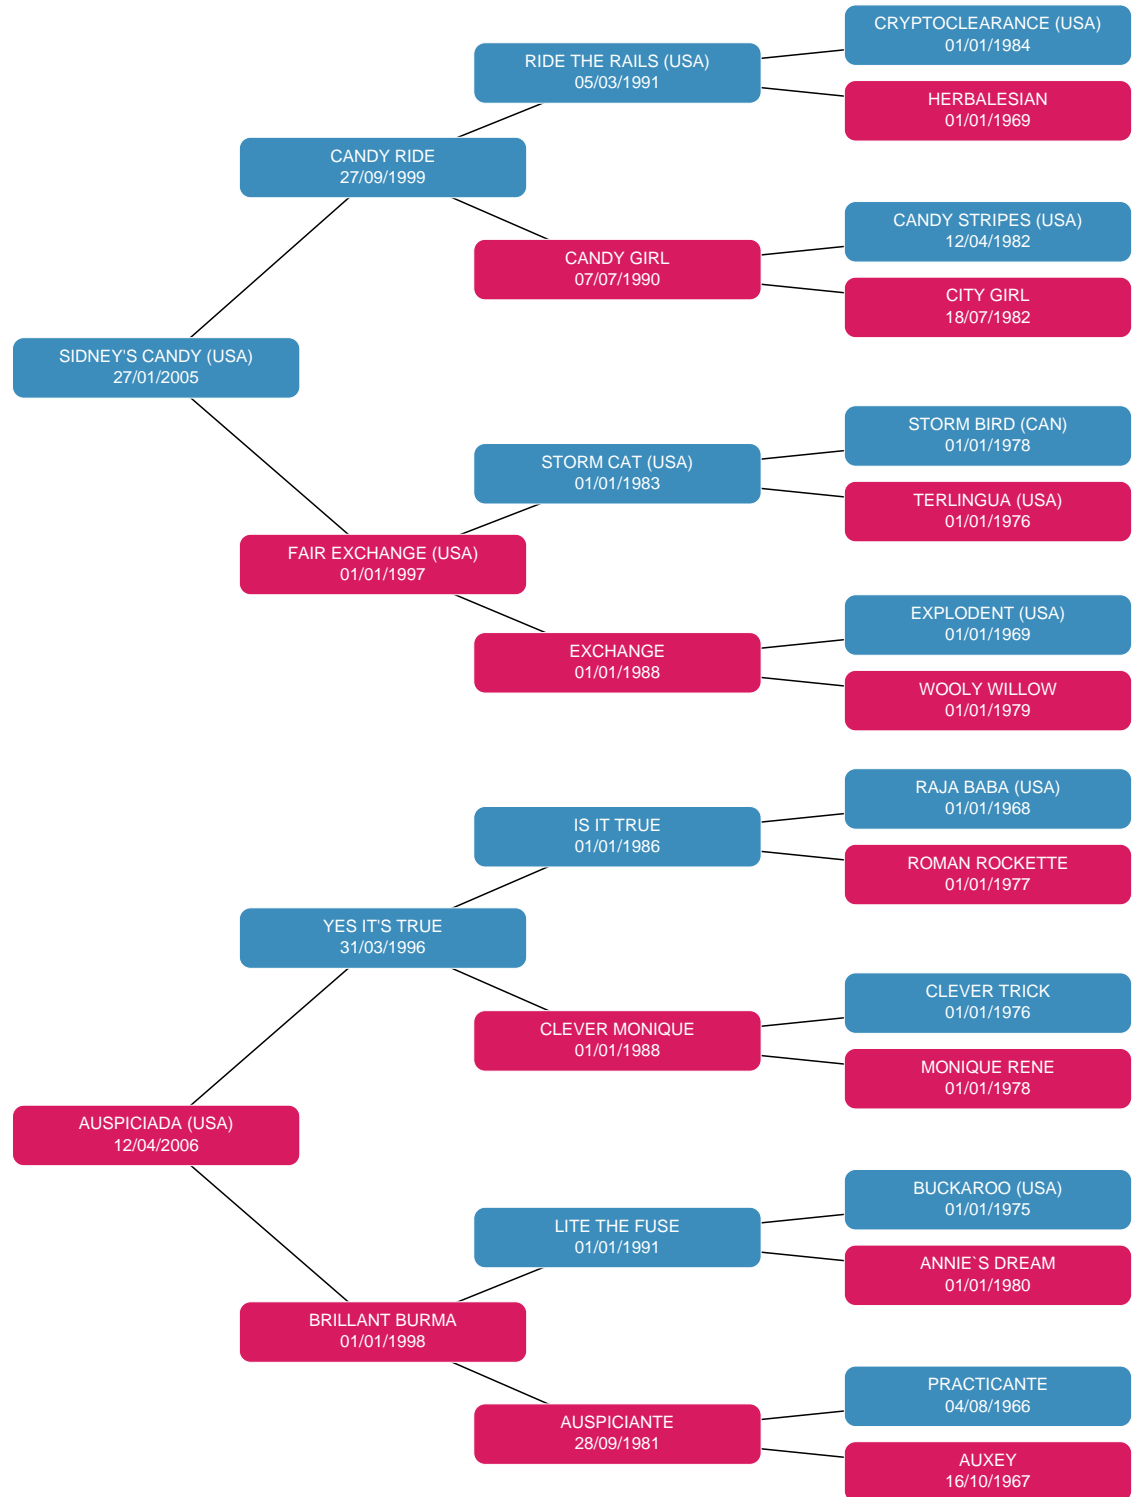 CRYPTOCLEARANCE (USA)
01/01/1984
RIDE THE RAILS (USA)
05/03/1991
HERBALESIAN
01/01/1969
CANDY RIDE
27/09/1999
CANDY STRIPES (USA)
12/04/1982
CANDY GIRL
07/07/1990
CITY GIRL
18/07/1982
SIDNEY'S CANDY (USA)
27/01/2005
STORM BIRD (CAN)
01/01/1978
STORM CAT (USA)
01/01/1983
TERLINGUA (USA)
01/01/1976
FAIR EXCHANGE (USA)
01/01/1997
EXPLODENT (USA)
01/01/1969
EXCHANGE
01/01/1988
WOOLY WILLOW
01/01/1979
RAJA BABA (USA)
01/01/1968
IS IT TRUE
01/01/1986
ROMAN ROCKETTE
01/01/1977
YES IT'S TRUE
31/03/1996
CLEVER TRICK
01/01/1976
CLEVER MONIQUE
01/01/1988
MONIQUE RENE
01/01/1978
AUSPICIADA (USA)
12/04/2006
BUCKAROO (USA)
01/01/1975
LITE THE FUSE
01/01/1991
ANNIE`S DREAM
01/01/1980
BRILLANT BURMA
01/01/1998
PRACTICANTE
04/08/1966
AUSPICIANTE
28/09/1981
AUXEY
16/10/1967